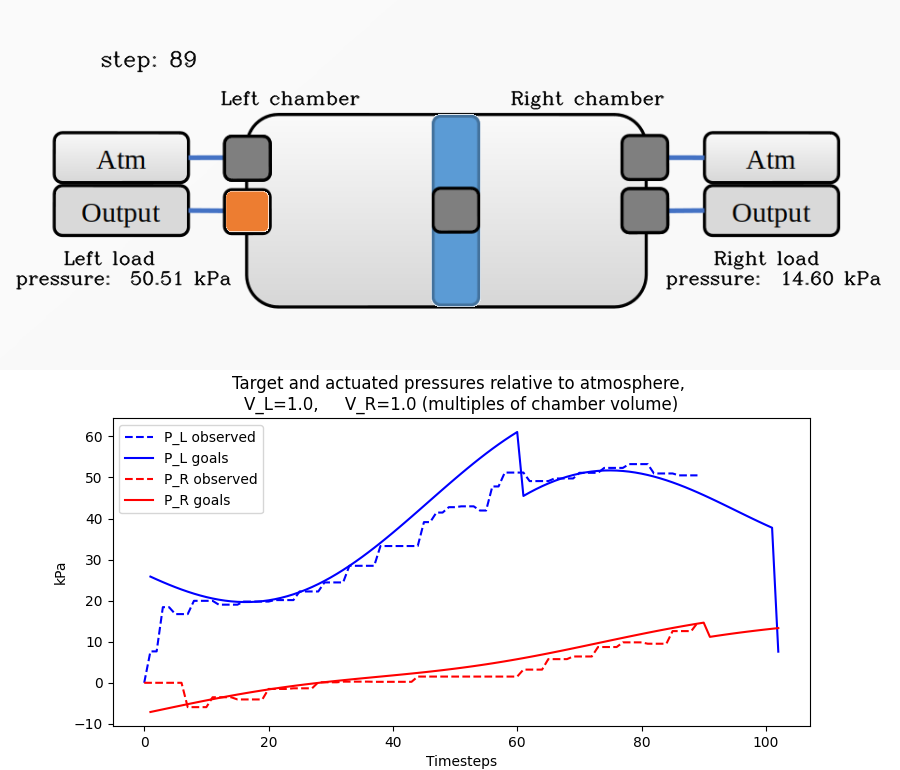 step: 89
Left chamber
Right chamber
Atm
Atm
Output
Output
Left load
pressure: 50.51 kPa
Right load
pressure: 14.60 kPa
Target and actuated pressures relative to atmosphere,
V_L=1.0, V_R=1.0 (multiples of chamber volume)
P_L observed
P_L goals
P_R observed
P_R goals
60
50
40
30
20
10
0
−10
kPa
0 20 40 60 80 100
Timesteps